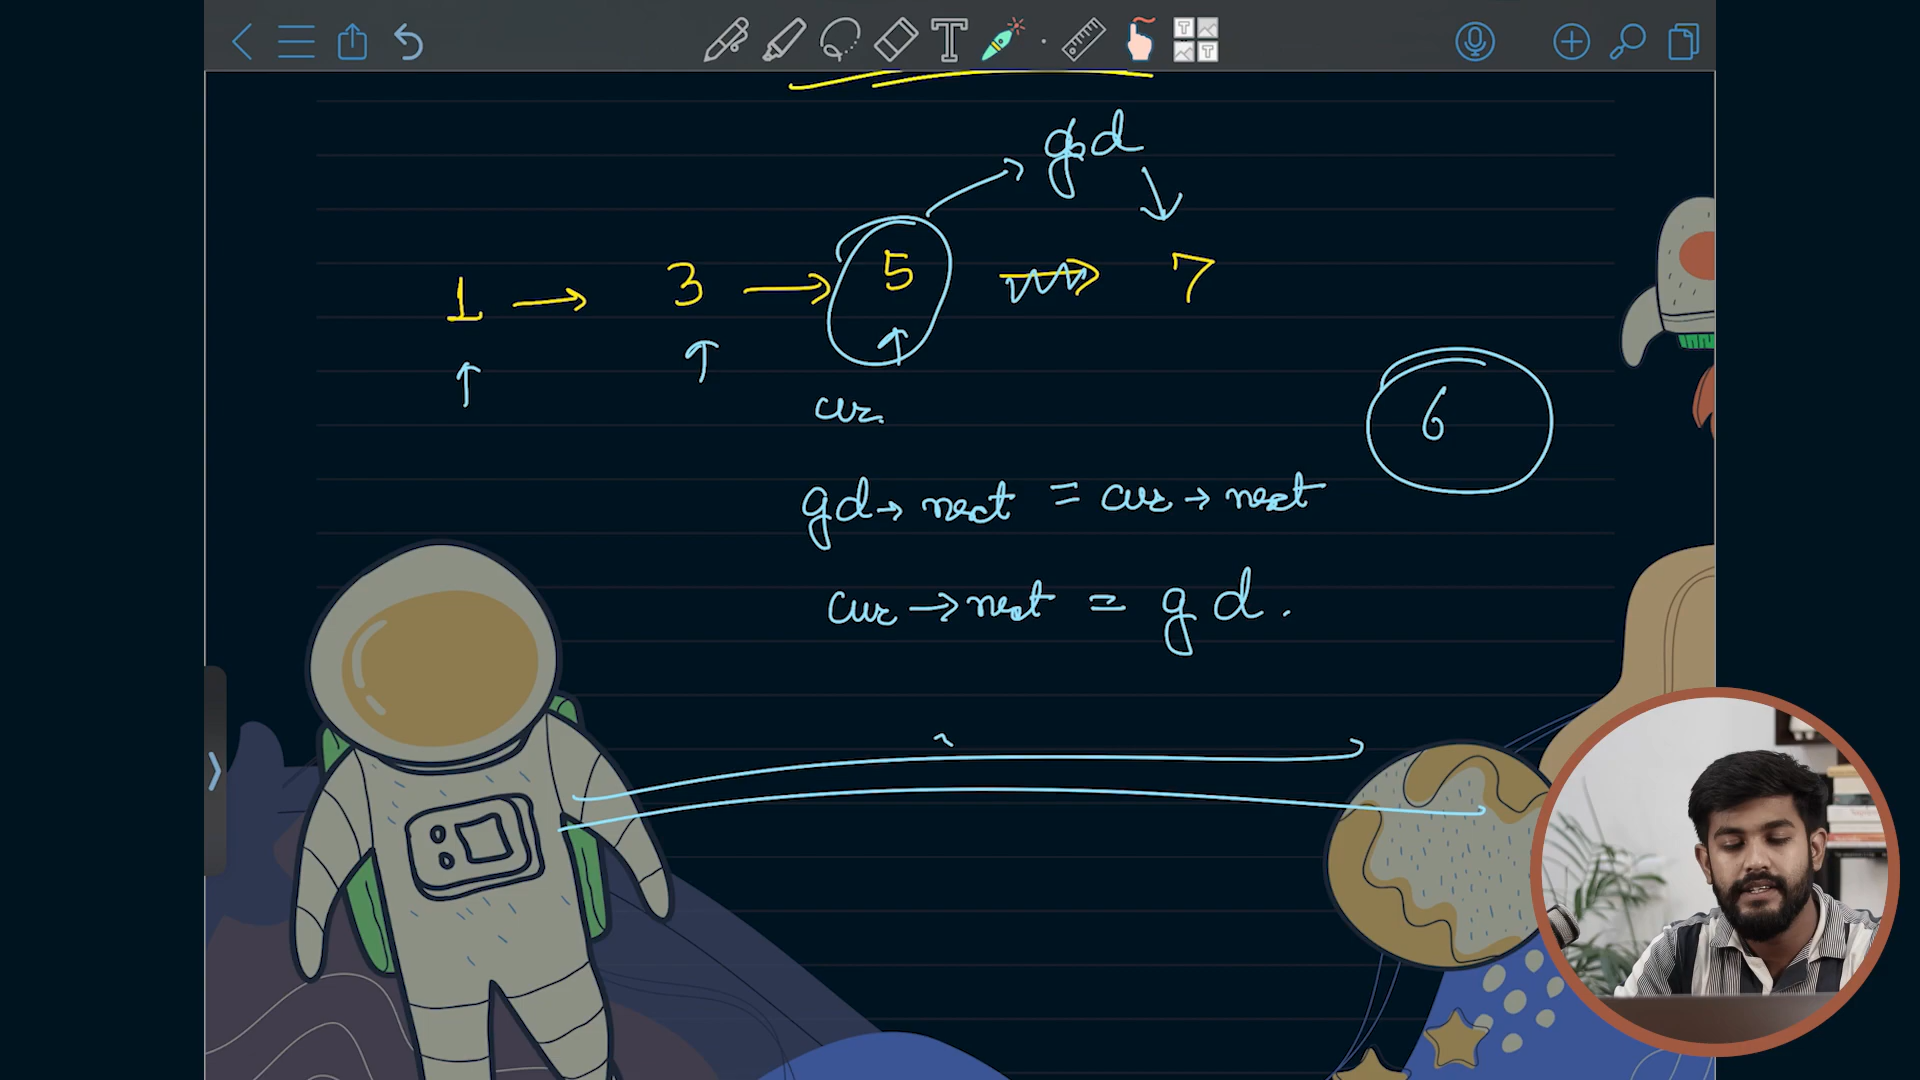 gd
1 → 3 → 5 → 7
cur.
6
gd → next = cur → next
cur → next = gd.